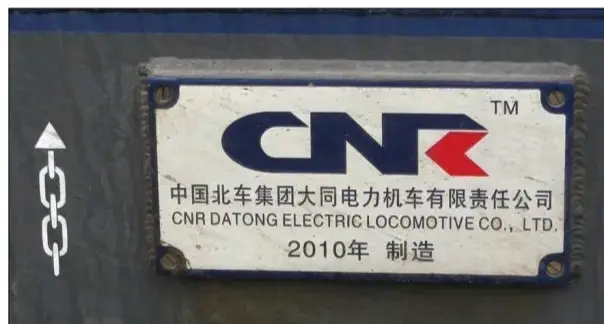 CNR TM
中国北车集团大同电力机车有限责任公司
CNR DATONG ELECTRIC LOCOMOTIVE CO., LTD.
2010年 制造